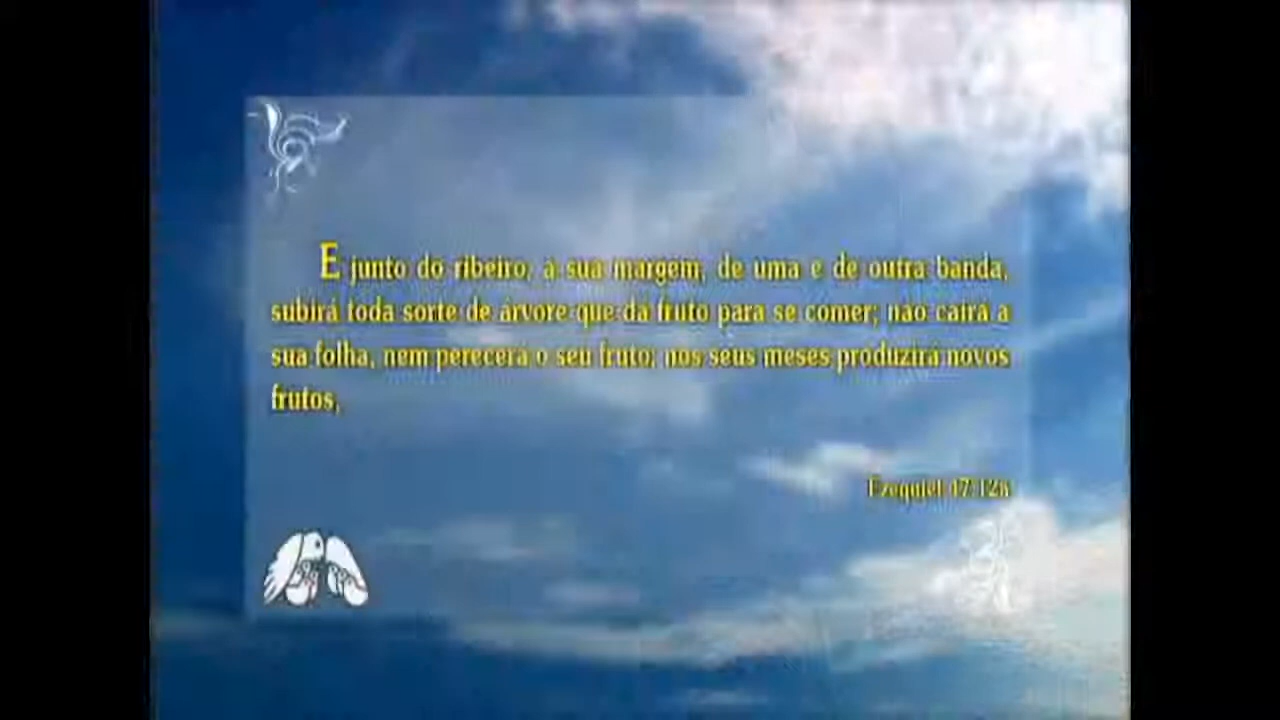 E junto do ribeiro, à sua margem, de uma e de outra banda,
subirá toda sorte de árvore que dá fruto para se comer; não cairá a
sua folha, nem perecerá o seu fruto; nos seus meses produzirá novos
frutos,
Ezequiel 47:12a